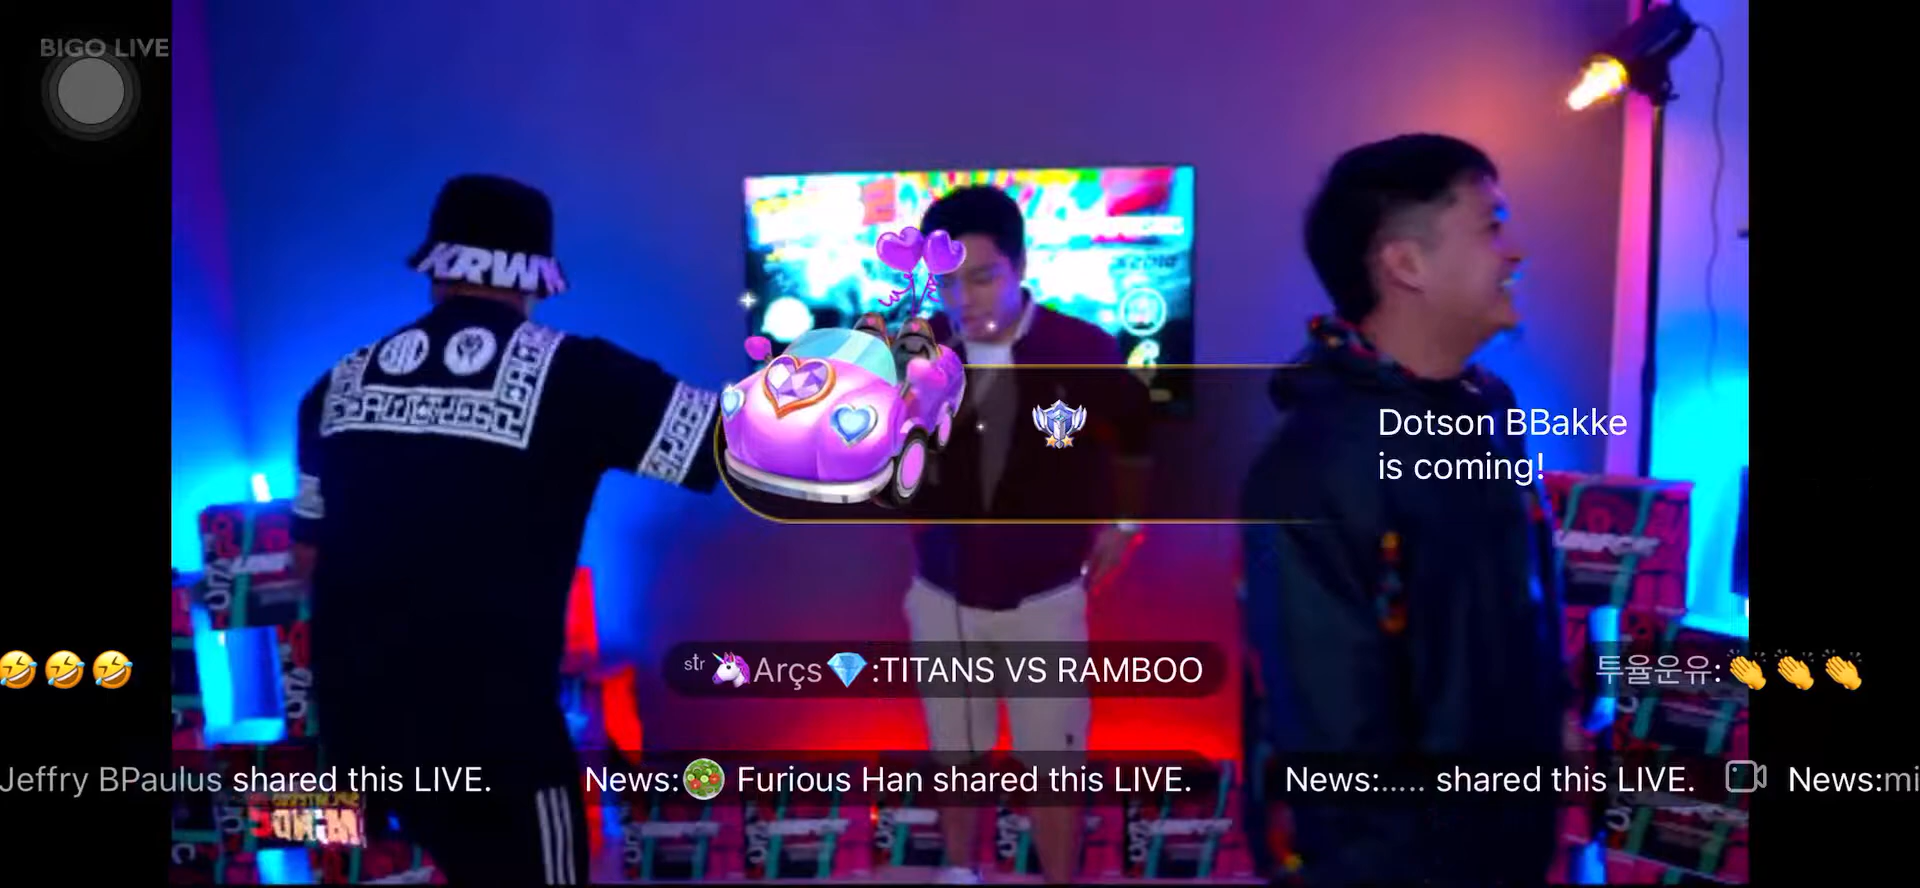 BIGO LIVE
KRW
Dotson BBakke
is coming!
🤣🤣🤣
str🦄Arçs💎:TITANS VS RAMBOO
투율운유:👏👏👏
Jeffry BPaulus shared this LIVE.
News:🥗 Furious Han shared this LIVE.
News:..... shared this LIVE.
News:mi